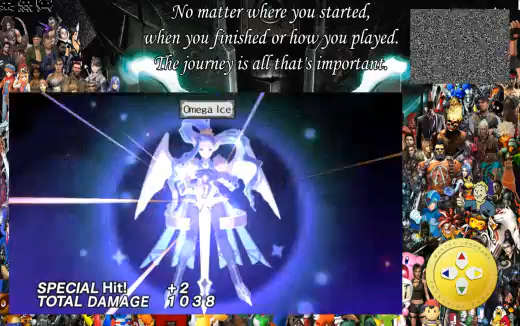 No matter where you started,
when you finished or how you played.
The journey is all that's important.
Omega Ice
SPECIAL Hit! +2
TOTAL DAMAGE 1038